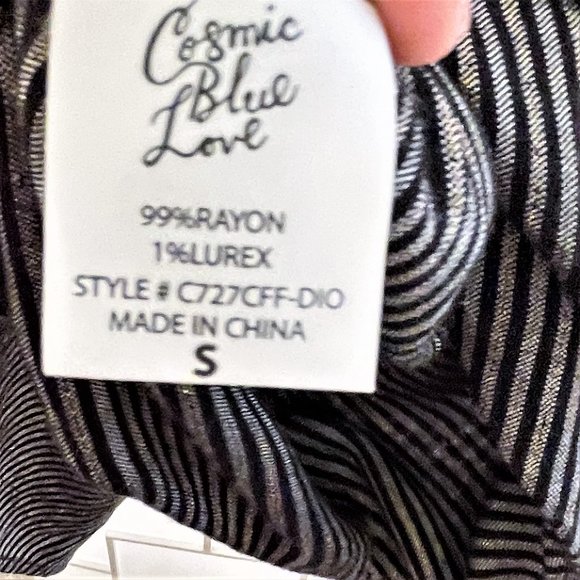 Cosmic
Blue
Love
99%RAYON
1%LUREX
STYLE # C727CFF-DIO
MADE IN CHINA
S